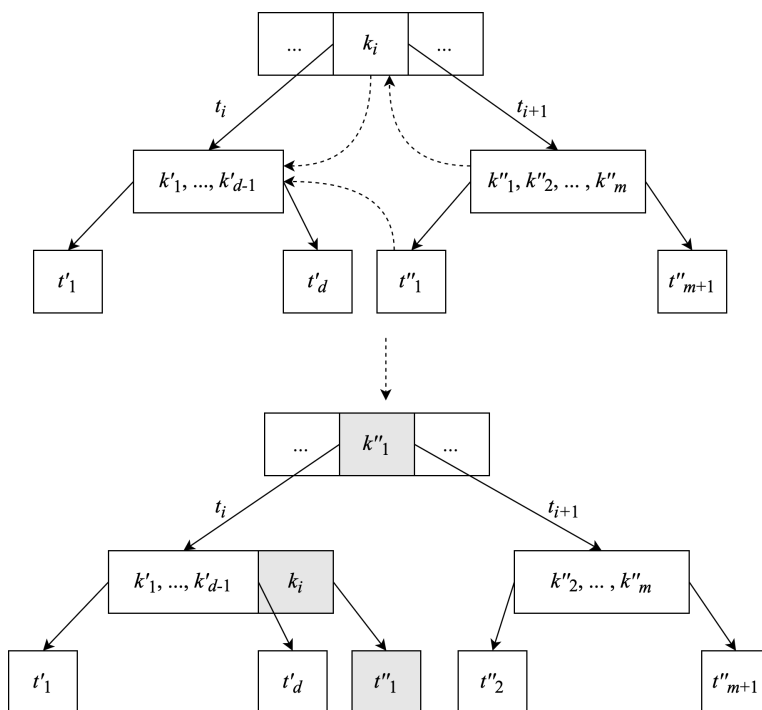 ... k_i ...
t_i t_{i+1}
k'_1, ..., k'_{d-1} k''_1, k''_2, ... , k''_m
t'_1 t'_d t''_1 t''_{m+1}
... k''_1 ...
t_i t_{i+1}
k'_1, ..., k'_{d-1} k_i k''_2, ... , k''_m
t'_1 t'_d t''_1 t''_2 t''_{m+1}